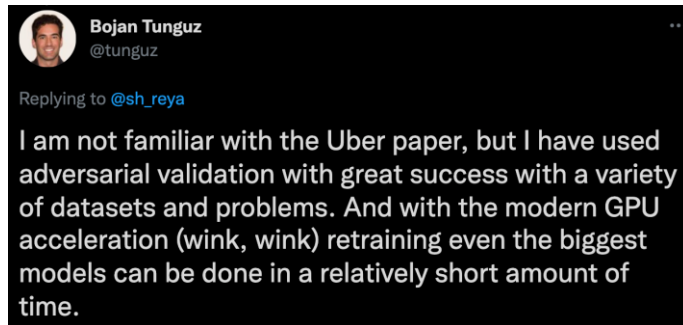 Bojan Tunguz
@tunguz
Replying to @sh_reya
I am not familiar with the Uber paper, but I have used
adversarial validation with great success with a variety
of datasets and problems. And with the modern GPU
acceleration (wink, wink) retraining even the biggest
models can be done in a relatively short amount of
time.